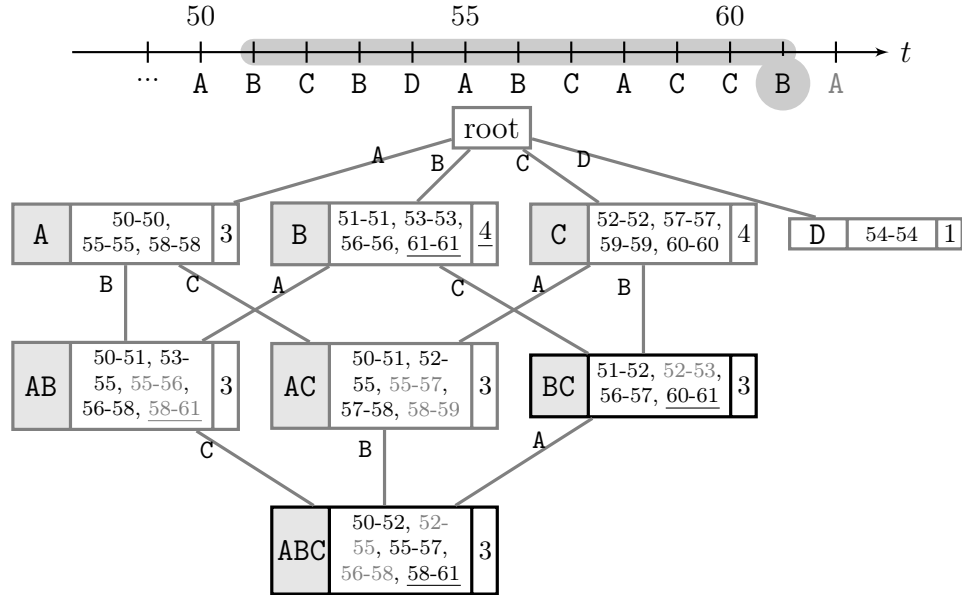 50 55 60
t
... A B C B D A B C A C C B A
root
A B C D
A 50-50, 55-55, 58-58 3
B 51-51, 53-53, 56-56, 61-61 4
C 52-52, 57-57, 59-59, 60-60 4
D 54-54 1
B C A C A B
AB 50-51, 53-55, 55-56, 56-58, 58-61 3
AC 50-51, 52-55, 55-57, 57-58, 58-59 3
BC 51-52, 52-53, 56-57, 60-61 3
C B A
ABC 50-52, 52-55, 55-57, 56-58, 58-61 3